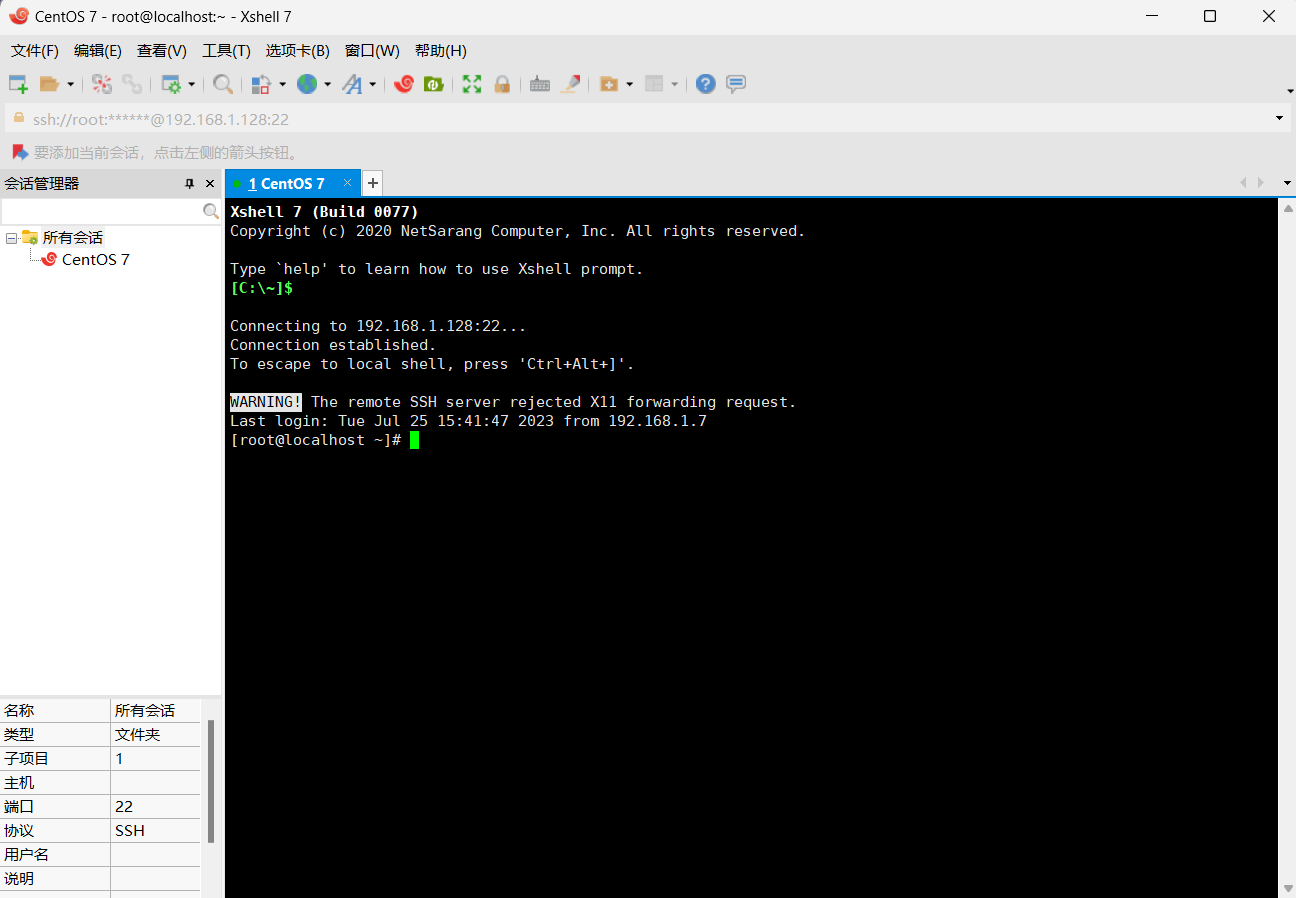 CentOS 7 - root@localhost:~ - Xshell 7
文件(F) 编辑(E) 查看(V) 工具(T) 选项卡(B) 窗口(W) 帮助(H)
ssh://root:******@192.168.1.128:22
要添加当前会话，点击左侧的箭头按钮。
会话管理器
1 CentOS 7
所有会话
CentOS 7
Xshell 7 (Build 0077)
Copyright (c) 2020 NetSarang Computer, Inc. All rights reserved.
Type `help' to learn how to use Xshell prompt.
[C:\~]$
Connecting to 192.168.1.128:22...
Connection established.
To escape to local shell, press 'Ctrl+Alt+]'.
WARNING! The remote SSH server rejected X11 forwarding request.
Last login: Tue Jul 25 15:41:47 2023 from 192.168.1.7
[root@localhost ~]#
名称 所有会话
类型 文件夹
子项目 1
主机
端口 22
协议 SSH
用户名
说明